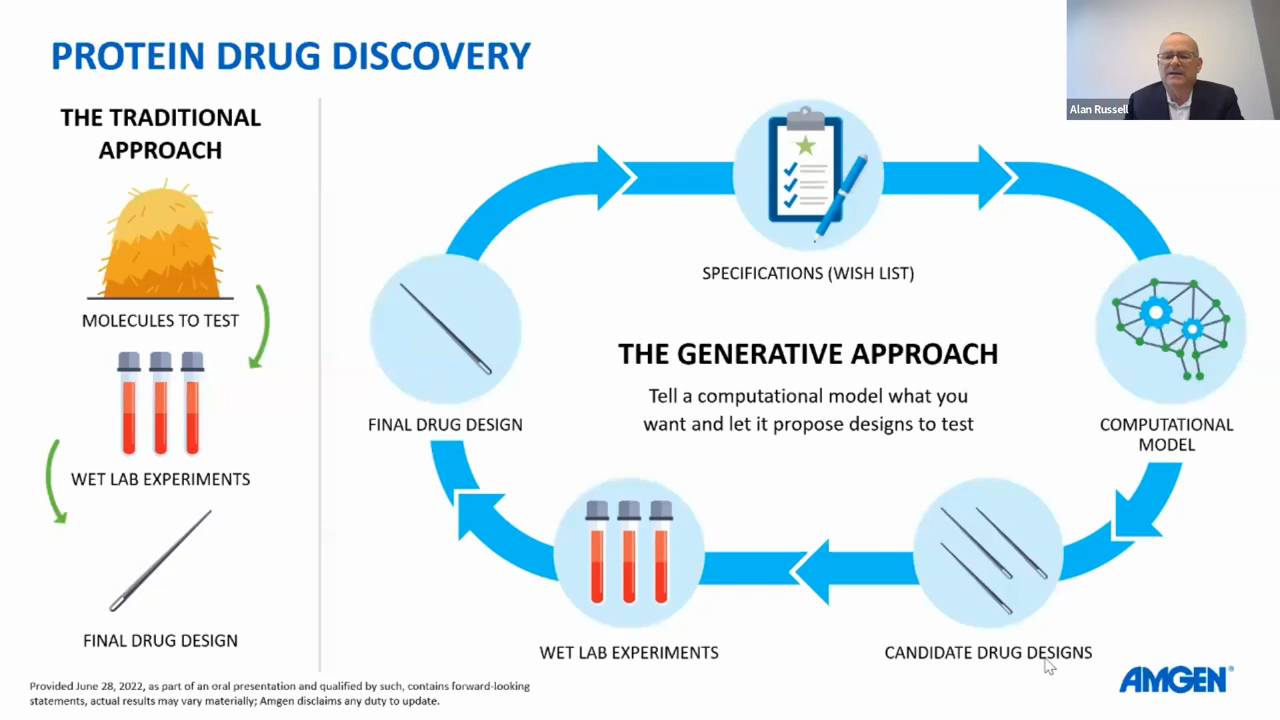 PROTEIN DRUG DISCOVERY
Alan Russell
THE TRADITIONAL
APPROACH
MOLECULES TO TEST
WET LAB EXPERIMENTS
FINAL DRUG DESIGN
SPECIFICATIONS (WISH LIST)
THE GENERATIVE APPROACH
Tell a computational model what you
want and let it propose designs to test
FINAL DRUG DESIGN
COMPUTATIONAL
MODEL
WET LAB EXPERIMENTS
CANDIDATE DRUG DESIGNS
Provided June 28, 2022, as part of an oral presentation and qualified by such, contains forward-looking
statements, actual results may vary materially; Amgen disclaims any duty to update.
AMGEN®